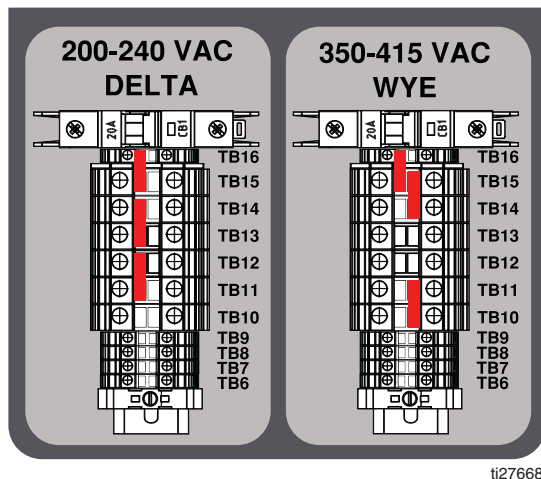 200-240 VAC
DELTA
20A
CB1
TB16
TB15
TB14
TB13
TB12
TB11
TB10
TB9
TB8
TB7
TB6
350-415 VAC
WYE
20A
CB1
TB16
TB15
TB14
TB13
TB12
TB11
TB10
TB9
TB8
TB7
TB6
ti27668